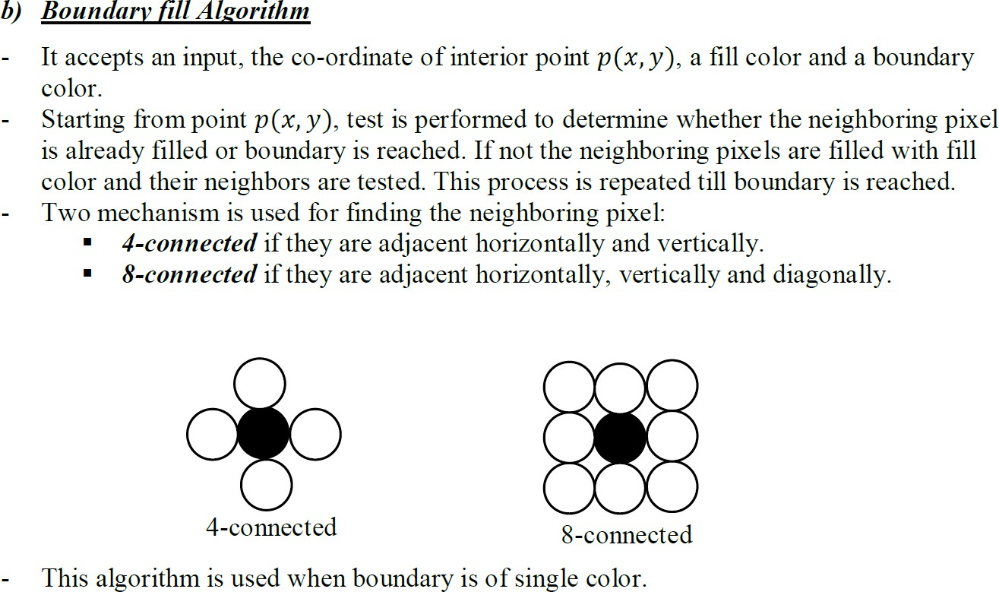 b) Boundary fill Algorithm
- It accepts an input, the co-ordinate of interior point p(x, y), a fill color and a boundary
color.
- Starting from point p(x, y), test is performed to determine whether the neighboring pixel
is already filled or boundary is reached. If not the neighboring pixels are filled with fill
color and their neighbors are tested. This process is repeated till boundary is reached.
- Two mechanism is used for finding the neighboring pixel:
▪ 4-connected if they are adjacent horizontally and vertically.
▪ 8-connected if they are adjacent horizontally, vertically and diagonally.
4-connected
8-connected
- This algorithm is used when boundary is of single color.